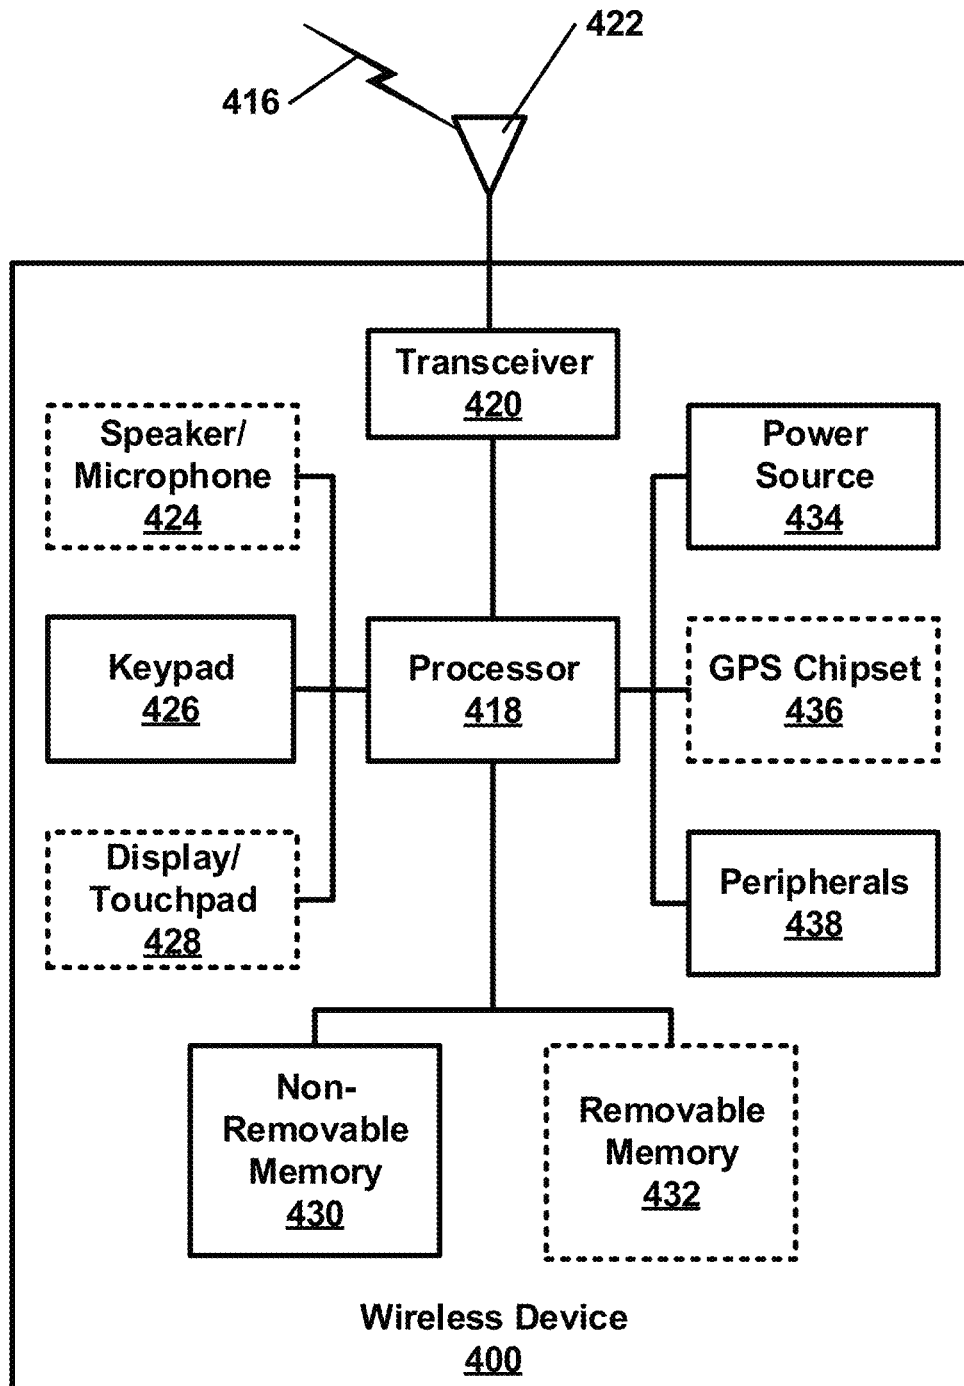 422
416
Transceiver
420
Speaker/
Microphone
424
Power
Source
434
Keypad
426
Processor
418
GPS Chipset
436
Display/
Touchpad
428
Peripherals
438
Non-
Removable
Memory
430
Removable
Memory
432
Wireless Device
400